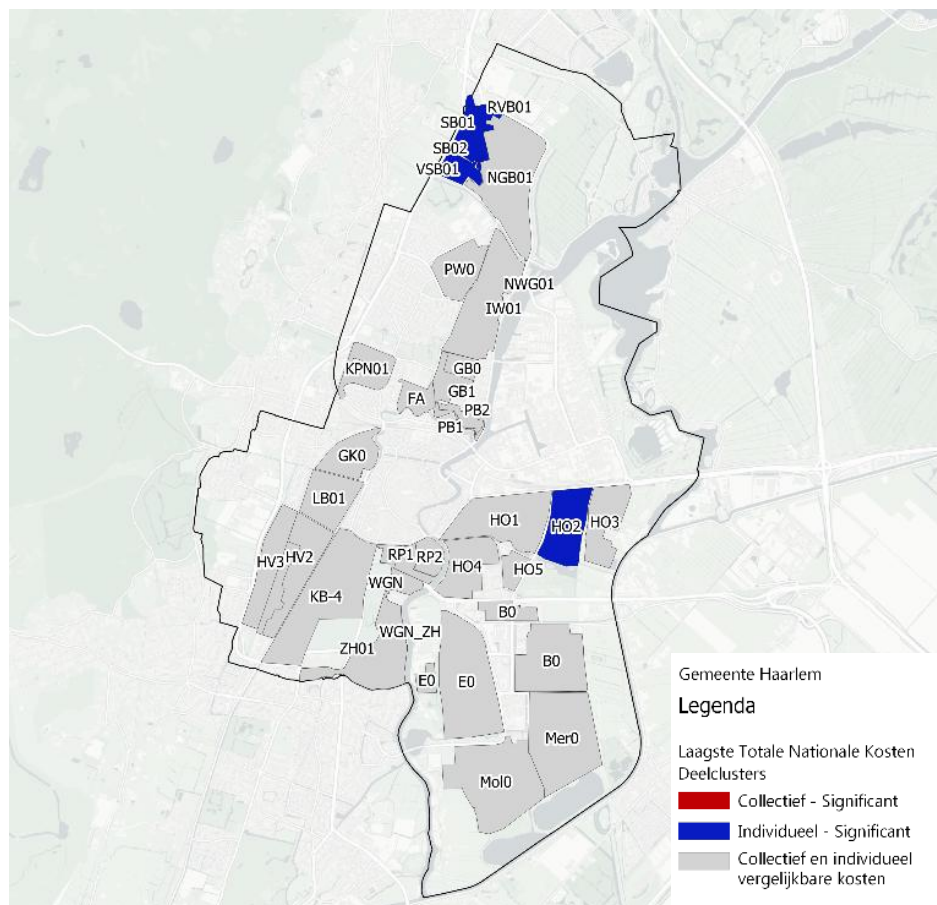 RVB01
SB01
SB02
VSB01
NGB01
PW0
NWG01
IW01
KPN01
GB0
FA
GB1
PB2
PB1
GK0
LB01
HO1
HO2
HO3
HV3
HV2
RP1
RP2
HO4
HO5
KB-4
WGN
B0
WGN_ZH
ZH01
E0
E0
B0
Mer0
Mol0
Gemeente Haarlem
Legenda
Laagste Totale Nationale Kosten
Deelclusters
Collectief - Significant
Individueel - Significant
Collectief en individueel
vergelijkbare kosten